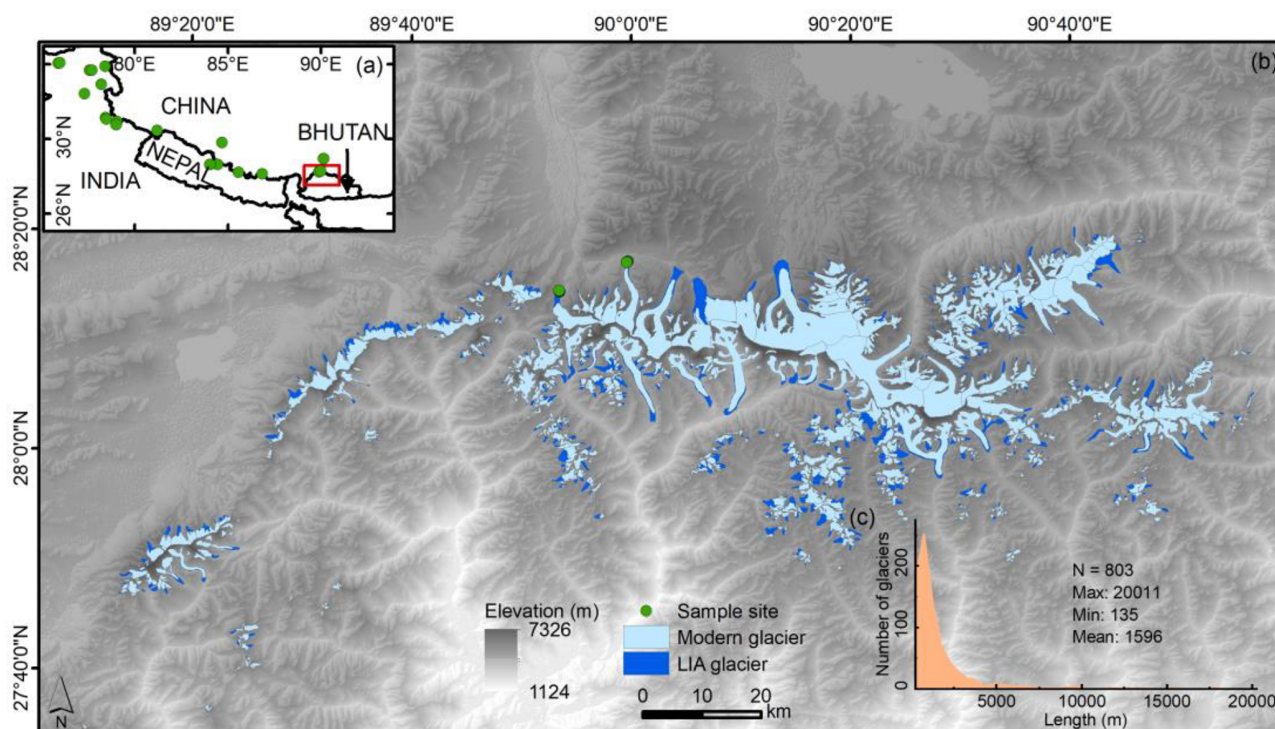 89°20'0"E
89°40'0"E
90°0'0"E
90°20'0"E
90°40'0"E
80°E
85°E
90°E
(a)
(b)
CHINA
BHUTAN
NEPAL
INDIA
30°N
26°N
28°20'0"N
28°0'0"N
27°40'0"N
(c)
Number of glaciers
200
100
0
N = 803
Max: 20011
Min: 135
Mean: 1596
5000
10000
15000
20000
Length (m)
Elevation (m)
7326
1124
Sample site
Modern glacier
LIA glacier
0
10
20
km
N